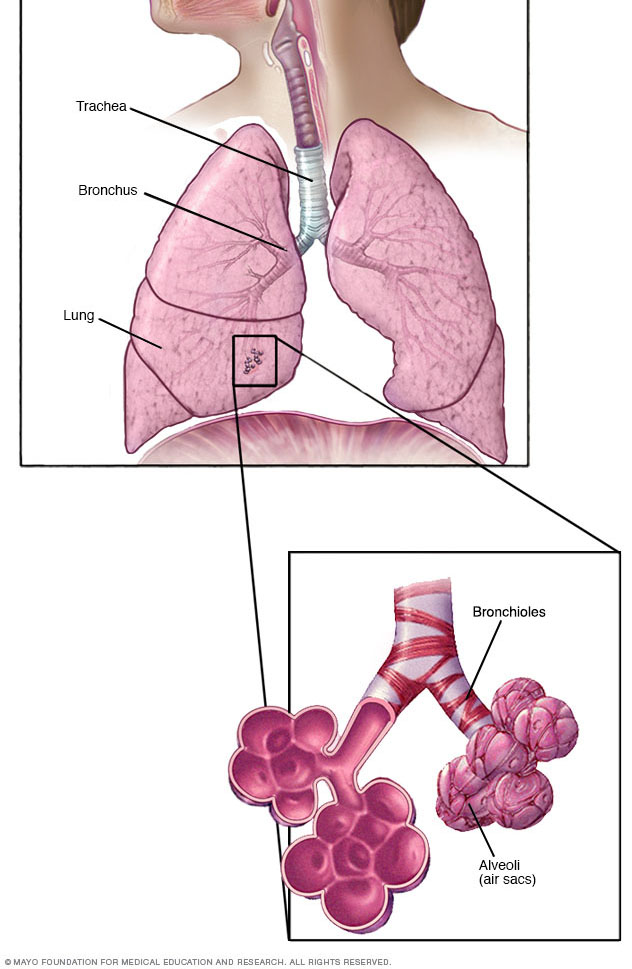 Trachea
Bronchus
Lung
Bronchioles
Alveoli
(air sacs)
© MAYO FOUNDATION FOR MEDICAL EDUCATION AND RESEARCH. ALL RIGHTS RESERVED.